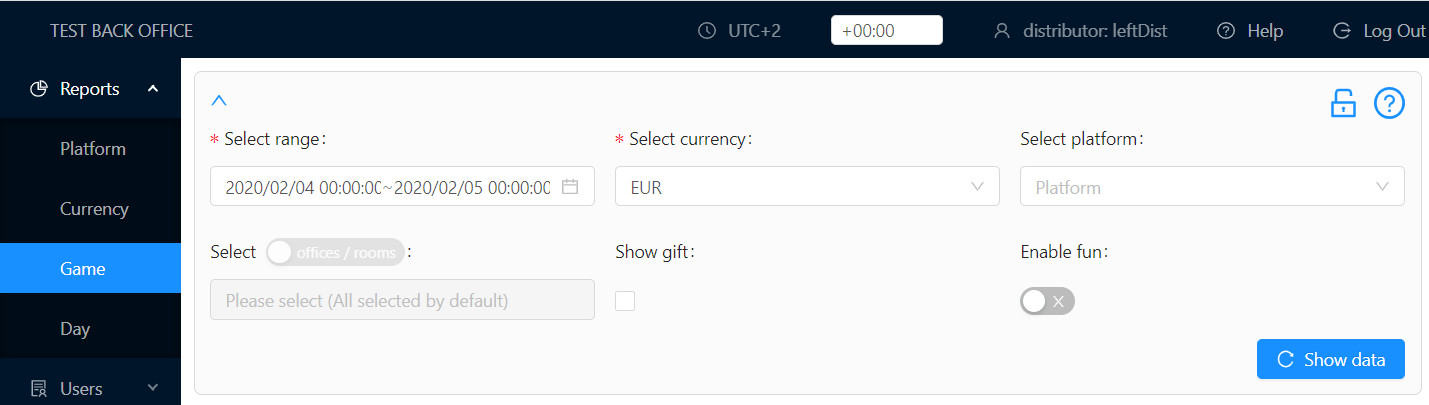 TEST BACK OFFICE UTC+2 +00:00 distributor: leftDist Help Log Out
Reports
Platform
Currency
Game
Day
Users
* Select range: * Select currency: Select platform:
2020/02/04 00:00:00~2020/02/05 00:00:00 EUR Platform
Select offices / rooms : Show gift: Enable fun:
Please select (All selected by default)
Show data